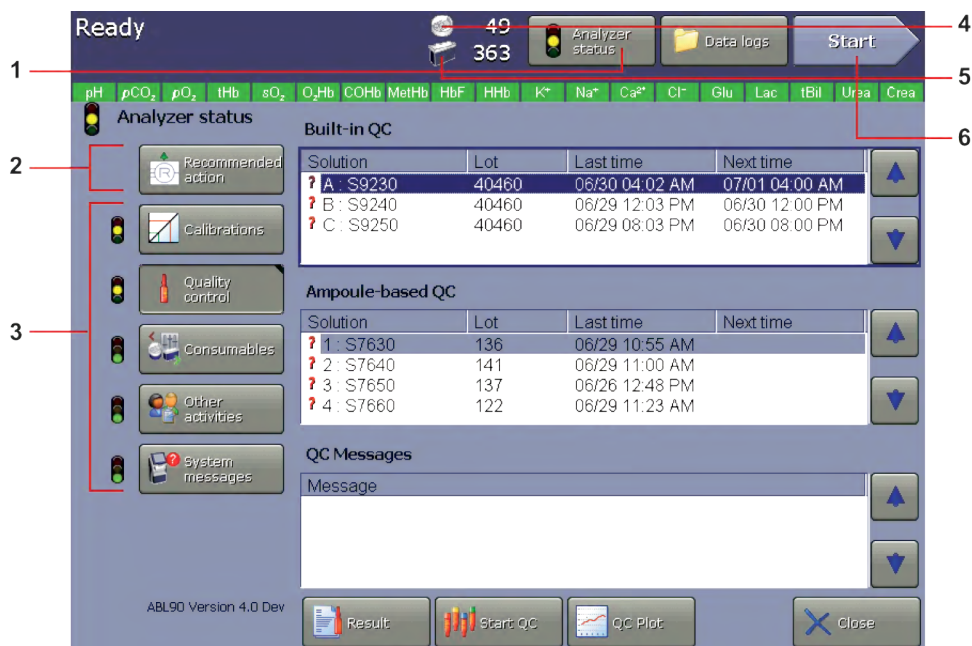 Ready
49
363
Analyzer status
Data logs
Start
4
1
5
6
pH pCO₂ pO₂ tHb sO₂ O₂Hb COHb MetHb HbF HHb K⁺ Na⁺ Ca²⁺ Cl⁻ Glu Lac tBil Urea Crea
Analyzer status
2
Recommended action
3
Calibrations
Quality control
Consumables
Other activities
System messages
ABL90 Version 4.0 Dev
Built-in QC
Solution Lot Last time Next time
? A : S9230 40460 06/30 04:02 AM 07/01 04:00 AM
? B : S9240 40460 06/29 12:03 PM 06/30 12:00 PM
? C : S9250 40460 06/29 08:03 PM 06/30 08:00 PM
Ampoule-based QC
Solution Lot Last time Next time
? 1 : S7630 136 06/29 10:55 AM
? 2 : S7640 141 06/29 11:00 AM
? 3 : S7650 137 06/26 12:48 PM
? 4 : S7660 122 06/29 11:23 AM
QC Messages
Message
Result
Start QC
QC Plot
Close